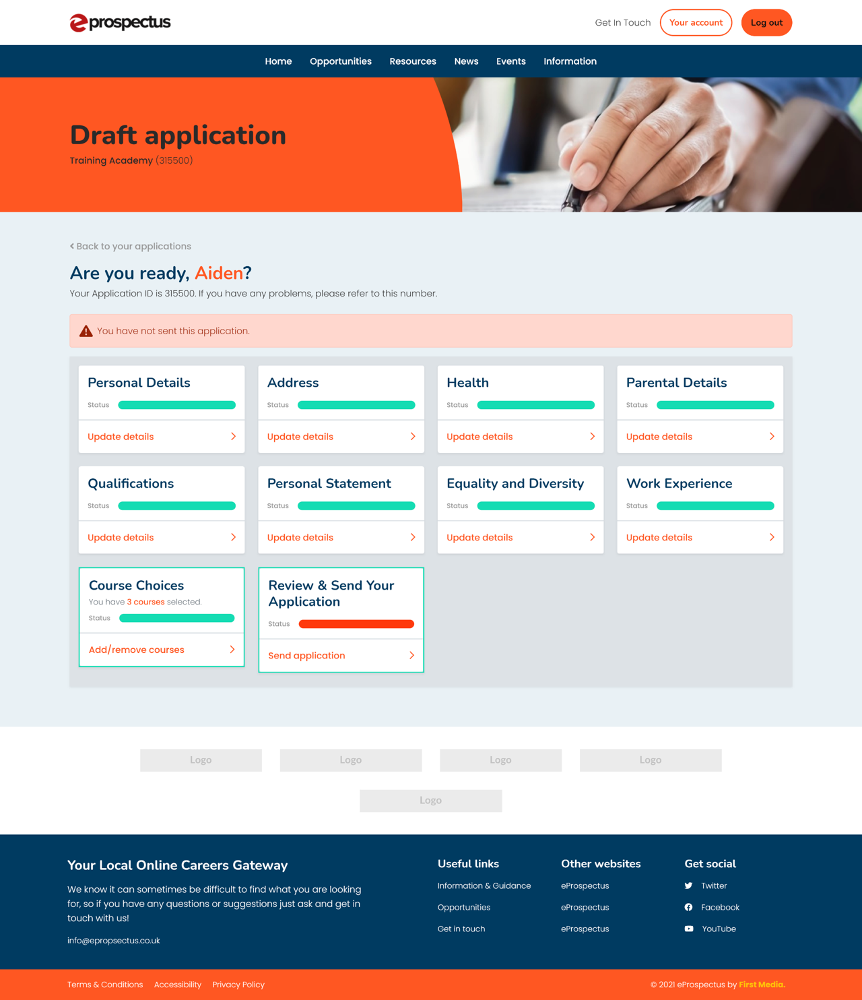 eprospectus
Get In Touch
Your account
Log out
Home
Opportunities
Resources
News
Events
Information
Draft application
Training Academy (315500)
Back to your applications
Are you ready, Aiden?
Your Application ID is 315500. If you have any problems, please refer to this number.
You have not sent this application.
Personal Details
Status
Update details
Address
Status
Update details
Health
Status
Update details
Parental Details
Status
Update details
Qualifications
Status
Update details
Personal Statement
Status
Update details
Equality and Diversity
Status
Update details
Work Experience
Status
Update details
Course Choices
You have 3 courses selected.
Status
Add/remove courses
Review & Send Your
Application
Status
Send application
Logo
Logo
Logo
Logo
Logo
Your Local Online Careers Gateway
We know it can sometimes be difficult to find what you are looking
for, so if you have any questions or suggestions just ask and get in
touch with us!
info@epropsectus.co.uk
Useful links
Information & Guidance
Opportunities
Get in touch
Other websites
eProspectus
eProspectus
eProspectus
Get social
Twitter
Facebook
YouTube
Terms & Conditions
Accessibility
Privacy Policy
© 2021 eProspectus by First Media.